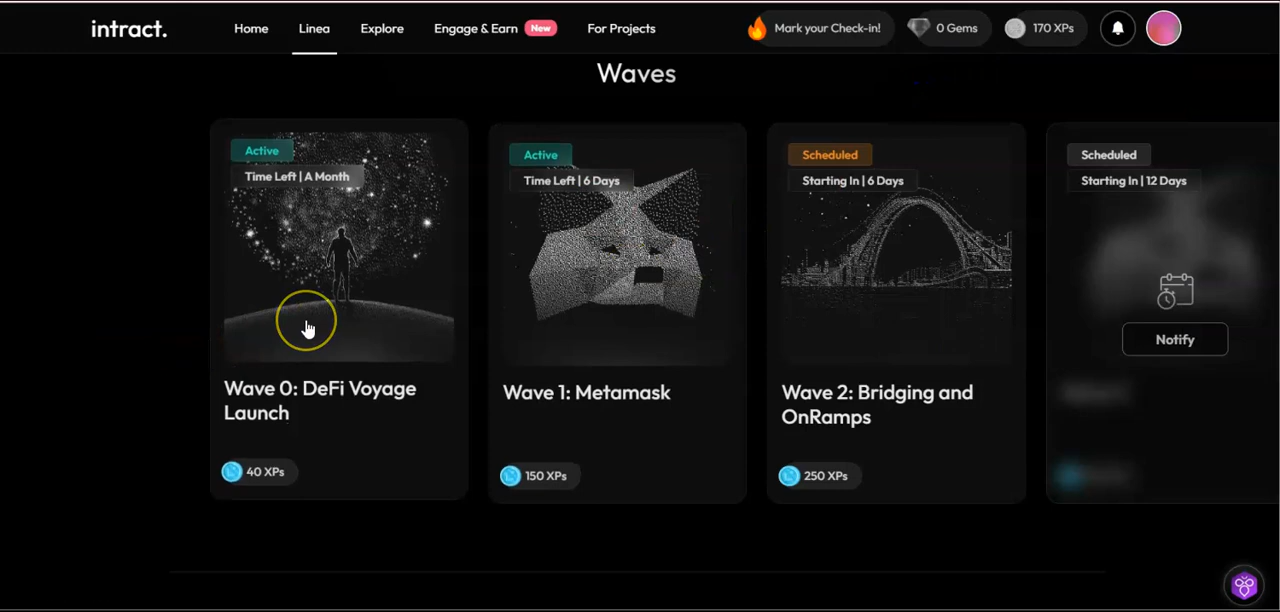 intract.
Home
Linea
Explore
Engage & Earn New
For Projects
Mark your Check-in!
0 Gems
170 XPs
Waves
Active
Time Left | A Month
Wave 0: DeFi Voyage
Launch
40 XPs
Active
Time Left | 6 Days
Wave 1: Metamask
150 XPs
Scheduled
Starting In | 6 Days
Wave 2: Bridging and
OnRamps
250 XPs
Scheduled
Starting In | 12 Days
Notify